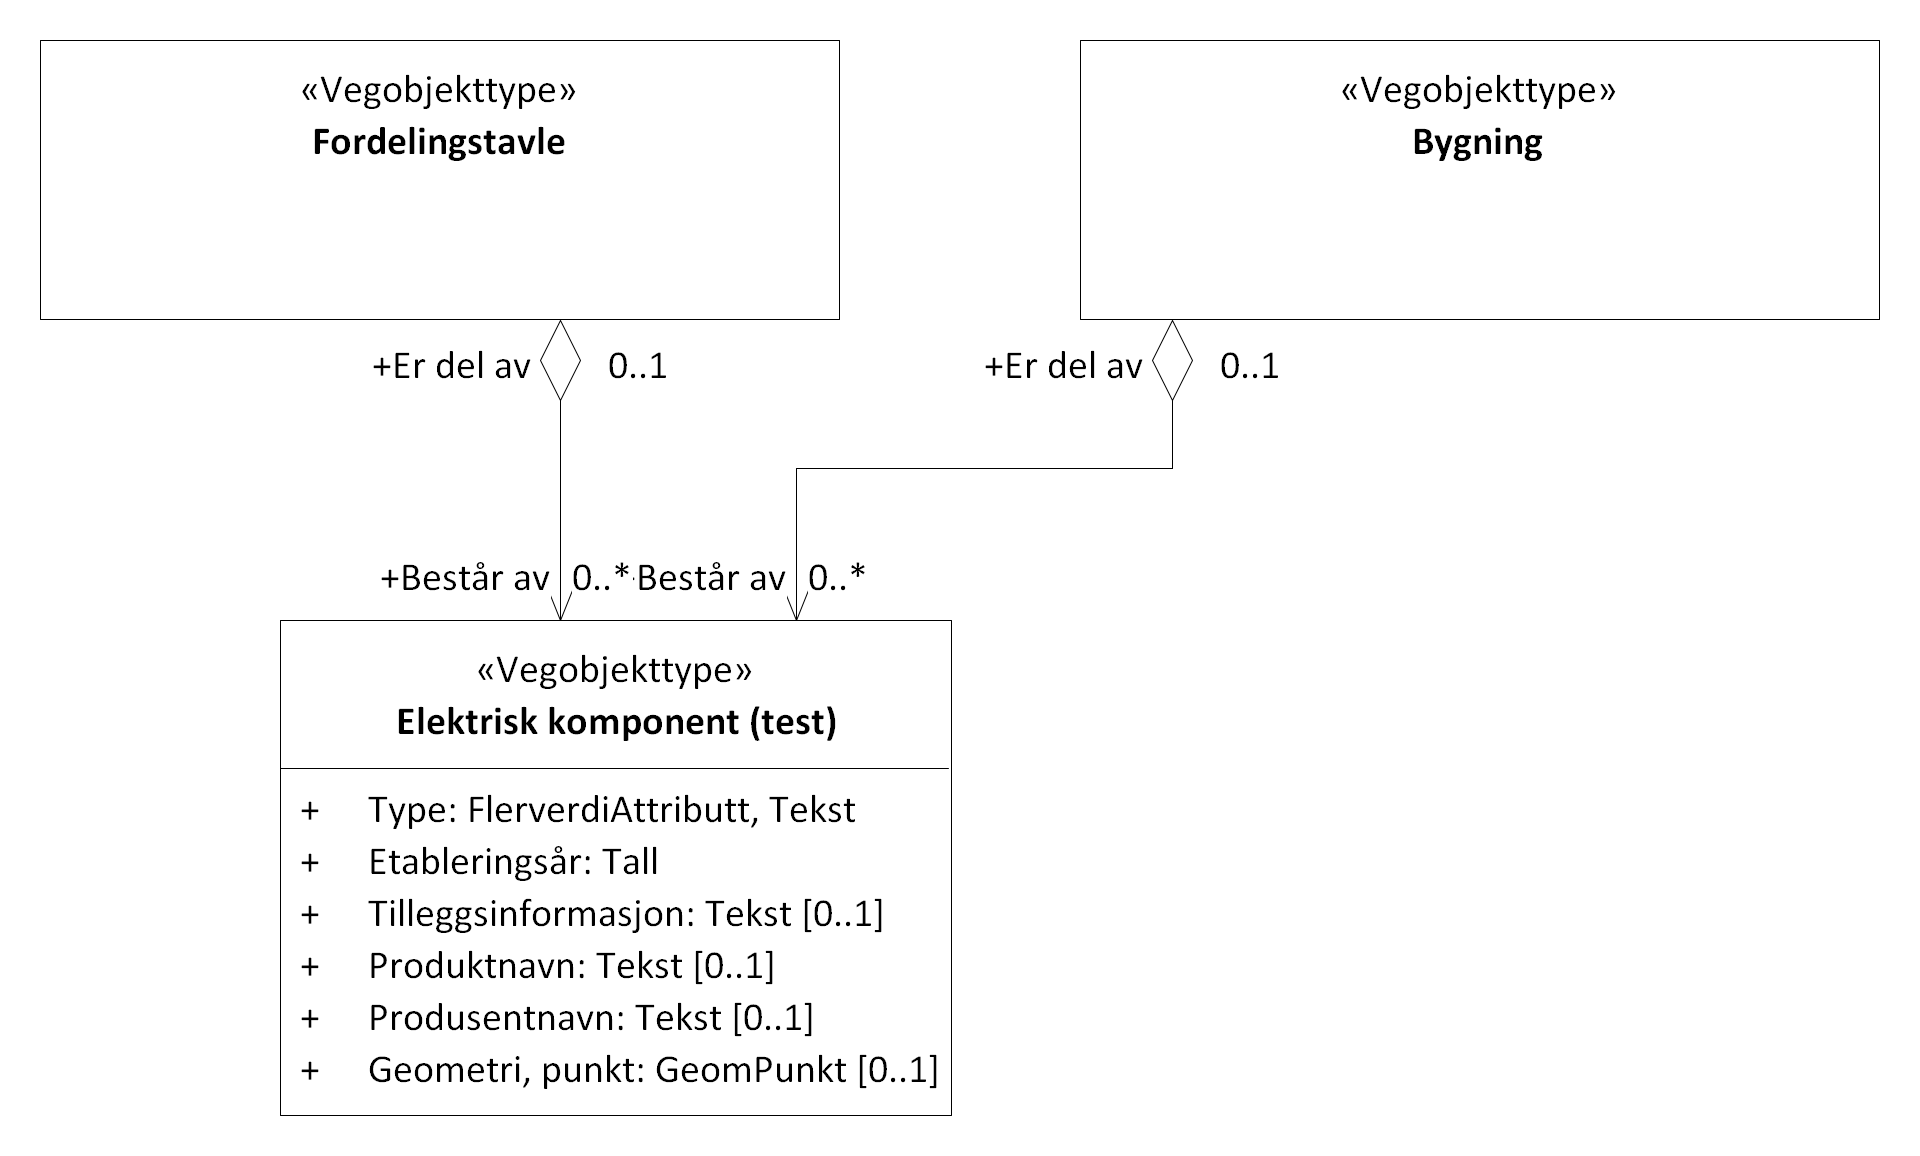 «Vegobjekttype»
Fordelingstavle
«Vegobjekttype»
Bygning
+Er del av 0..1
+Er del av 0..1
+Består av 0..*
Består av 0..*
«Vegobjekttype»
Elektrisk komponent (test)
+ Type: FlerverdiAttributt, Tekst
+ Etableringsår: Tall
+ Tilleggsinformasjon: Tekst [0..1]
+ Produktnavn: Tekst [0..1]
+ Produsentnavn: Tekst [0..1]
+ Geometri, punkt: GeomPunkt [0..1]